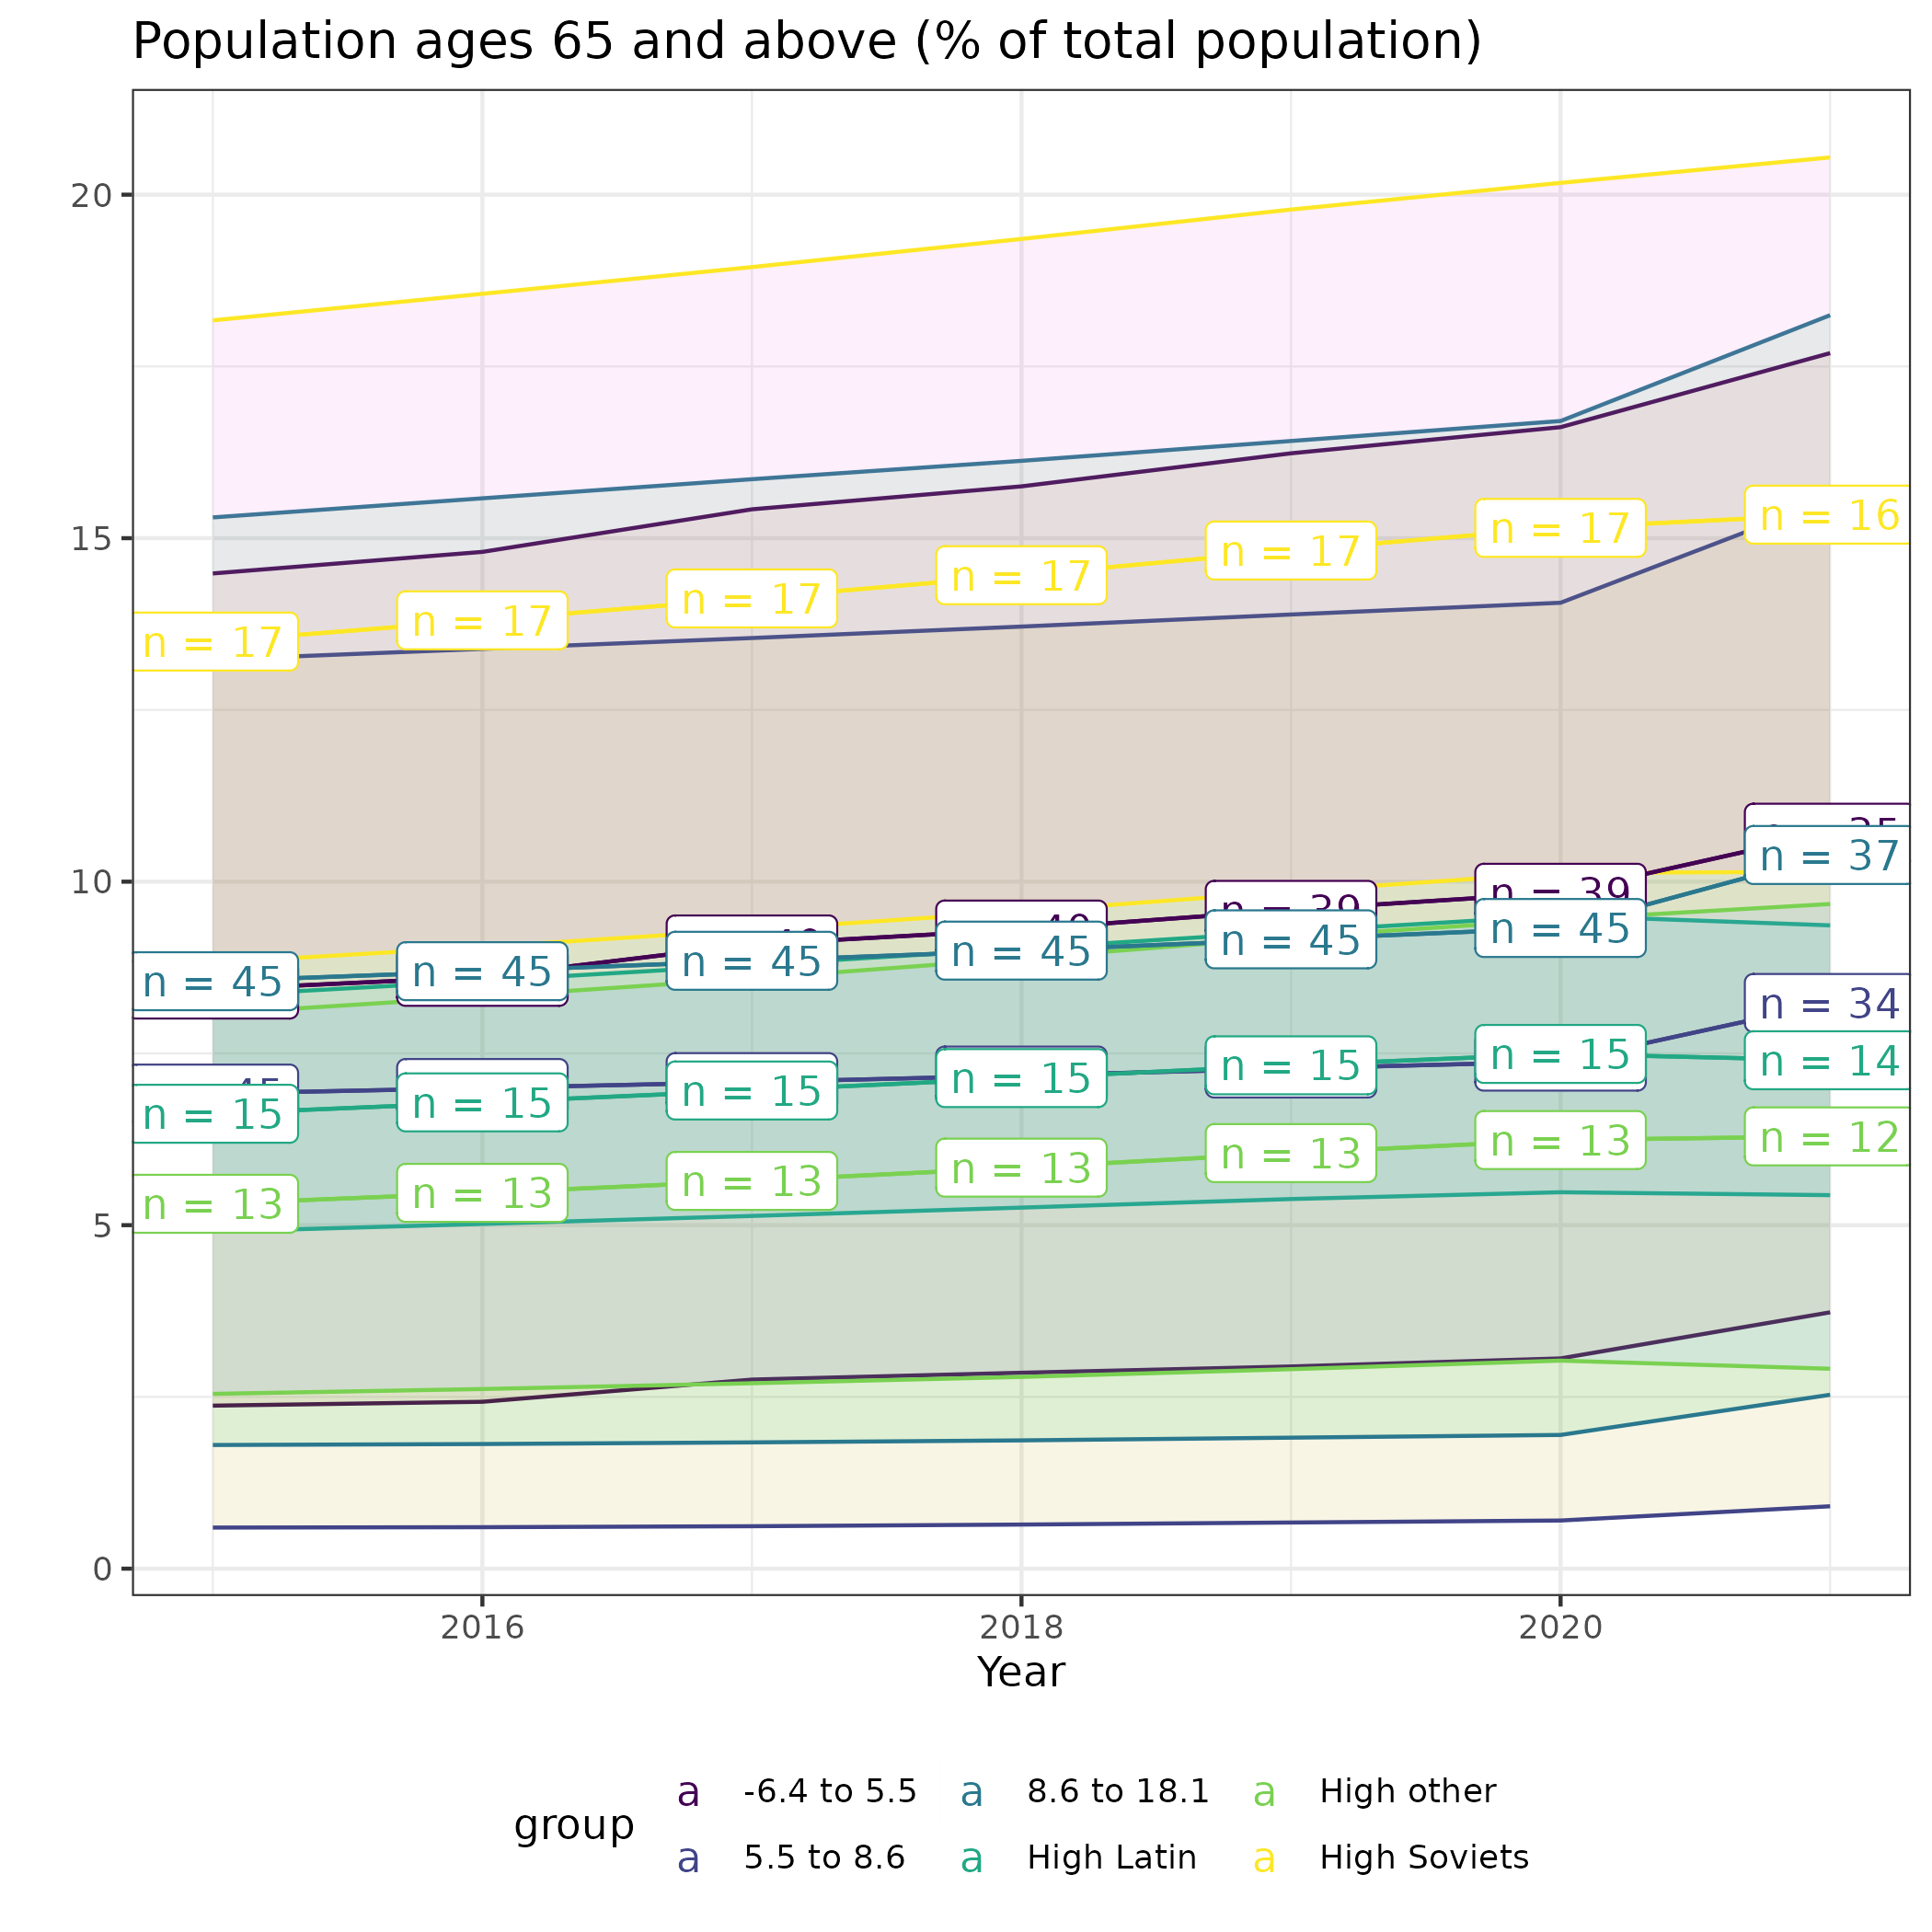 Population ages 65 and above (% of total population)
20
n = 16
15
n = 17
n = 17
n = 17
n = 17
n = 17
n = 17
10
n = 37
n = 39
n = 39
n = 45
n = 45
n = 45
n = 45
n = 45
n = 45
n = 34
n = 15
n = 15
n = 15
n = 15
n = 15
n = 15
n = 14
n = 13
n = 13
n = 13
n = 13
n = 13
n = 13
n = 12
5
0
2016
2018
2020
Year
group
a -6.4 to 5.5
a 8.6 to 18.1
a High other
a 5.5 to 8.6
a High Latin
a High Soviets